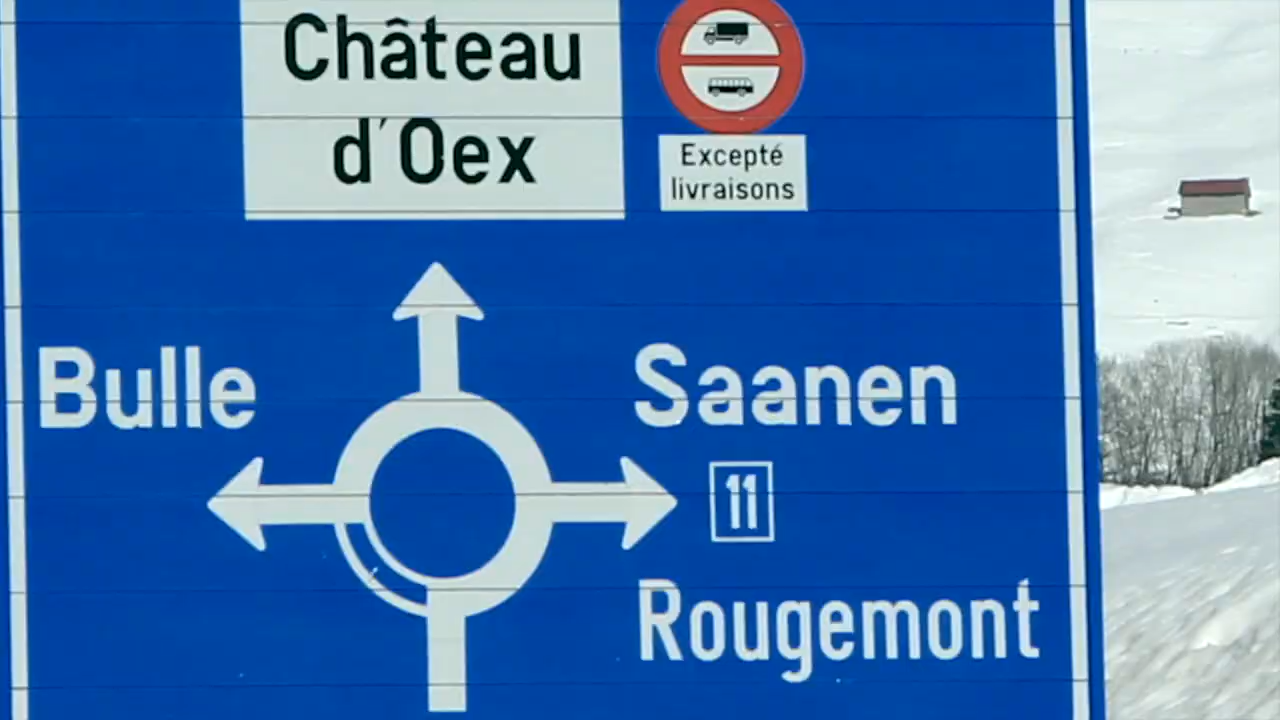 Château
d'Oex
Excepté
livraisons
Bulle
Saanen
11
Rougemont